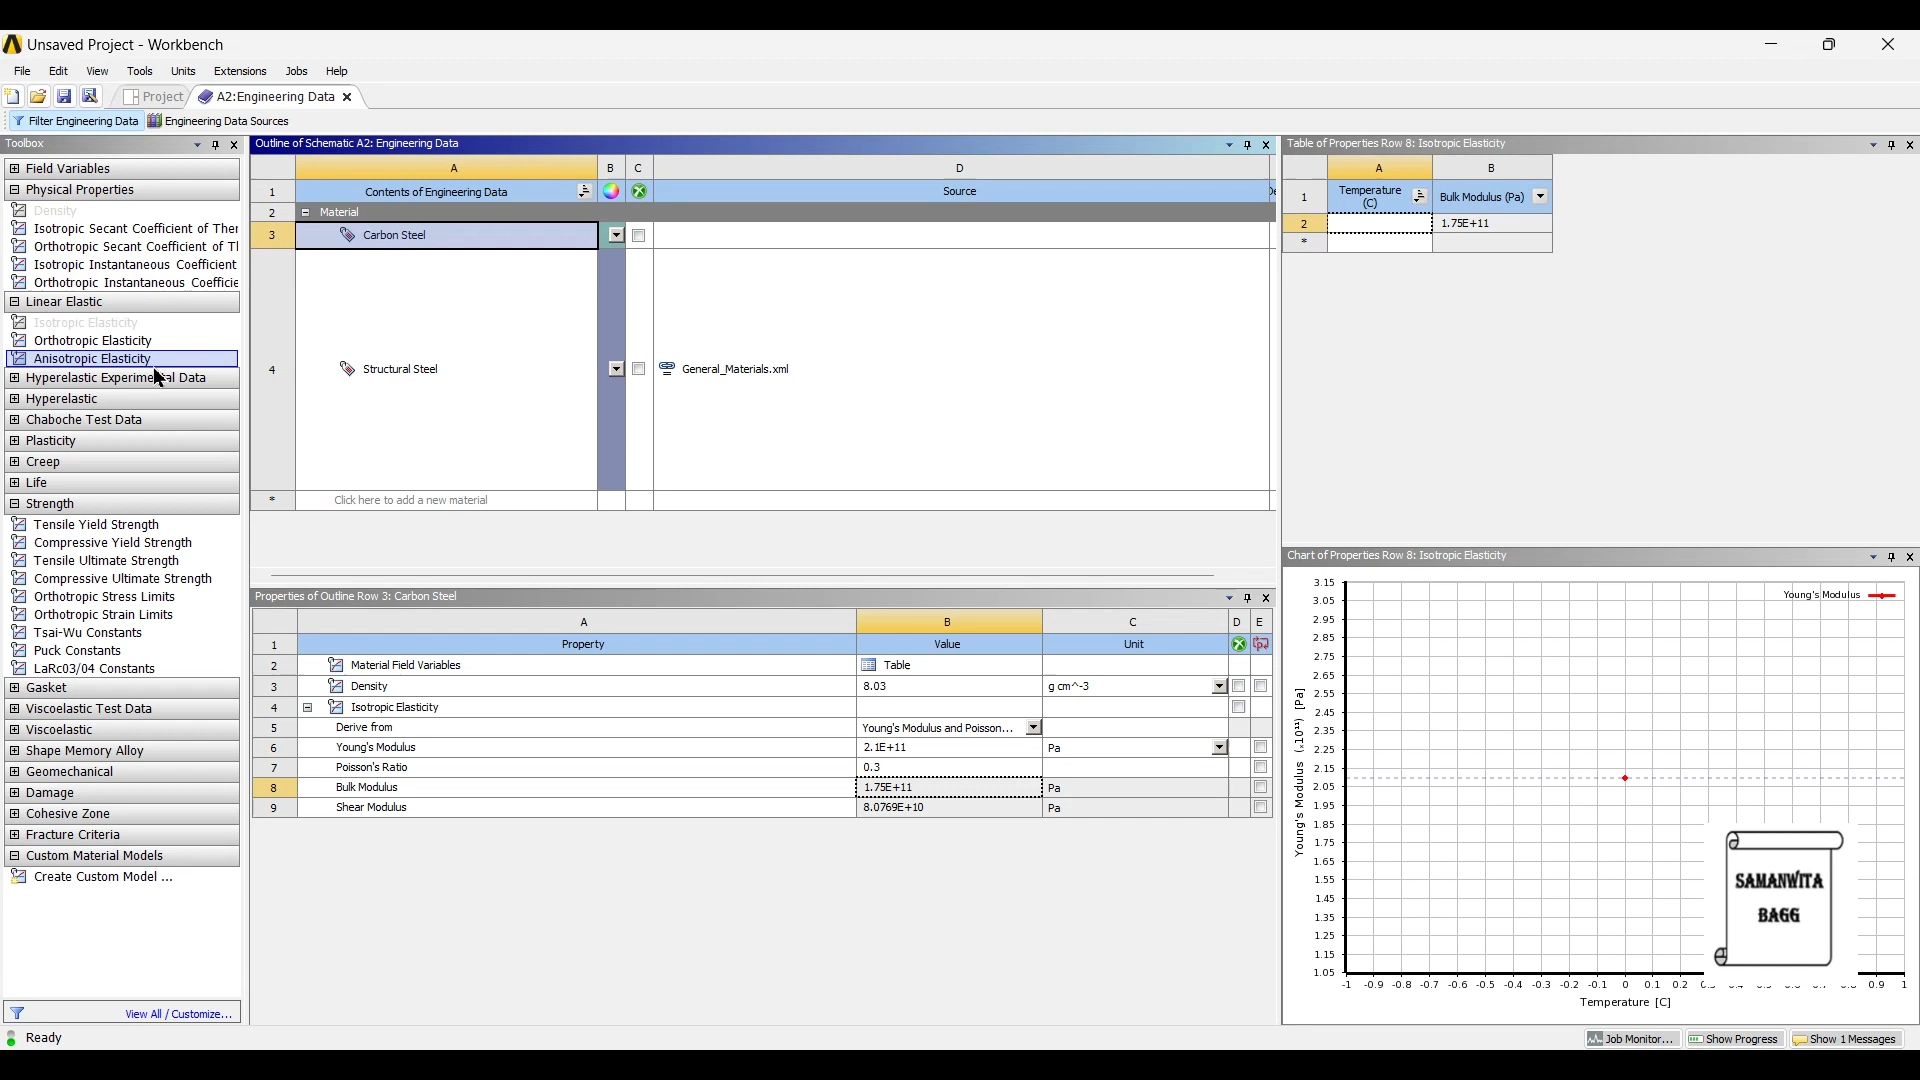 Unsaved Project - Workbench
File Edit View Tools Units Extensions Jobs Help
Project A2:Engineering Data
Filter Engineering Data Engineering Data Sources
Toolbox
Field Variables
Physical Properties
Density
Isotropic Secant Coefficient of Ther
Orthotropic Secant Coefficient of T
Isotropic Instantaneous Coefficient
Orthotropic Instantaneous Coefficie
Linear Elastic
Isotropic Elasticity
Orthotropic Elasticity
Anisotropic Elasticity
Hyperelastic Experimental Data
Hyperelastic
Chaboche Test Data
Plasticity
Creep
Life
Strength
Tensile Yield Strength
Compressive Yield Strength
Tensile Ultimate Strength
Compressive Ultimate Strength
Orthotropic Stress Limits
Orthotropic Strain Limits
Tsai-Wu Constants
Puck Constants
LaRc03/04 Constants
Gasket
Viscoelastic Test Data
Viscoelastic
Shape Memory Alloy
Geomechanical
Damage
Cohesive Zone
Fracture Criteria
Custom Material Models
Create Custom Model ...
View All / Customize...
Ready
Outline of Schematic A2: Engineering Data
A B C D
1 Contents of Engineering Data Source
2 Material
3 Carbon Steel
4 Structural Steel General_Materials.xml
* Click here to add a new material
Properties of Outline Row 3: Carbon Steel
A B C D E
1 Property Value Unit
2 Material Field Variables Table
3 Density 8.03 g cm^-3
4 Isotropic Elasticity
5 Derive from Young's Modulus and Poisson...
6 Young's Modulus 2.1E+11 Pa
7 Poisson's Ratio 0.3
8 Bulk Modulus 1.75E+11 Pa
9 Shear Modulus 8.0769E+10 Pa
Table of Properties Row 8: Isotropic Elasticity
A B
1 Temperature (C) Bulk Modulus (Pa)
2 1.75E+11
*
Chart of Properties Row 8: Isotropic Elasticity
Young's Modulus
Young's Modulus (x10¹¹) [Pa]
3.15
3.05
2.95
2.85
2.75
2.65
2.55
2.45
2.35
2.25
2.15
2.05
1.95
1.85
1.75
1.65
1.55
1.45
1.35
1.25
1.15
1.05
-1 -0.9 -0.8 -0.7 -0.6 -0.5 -0.4 -0.3 -0.2 -0.1 0 0.1 0.2 0.9 1
Temperature [C]
SAMANWITA
BAGG
Job Monitor... Show Progress Show 1 Messages